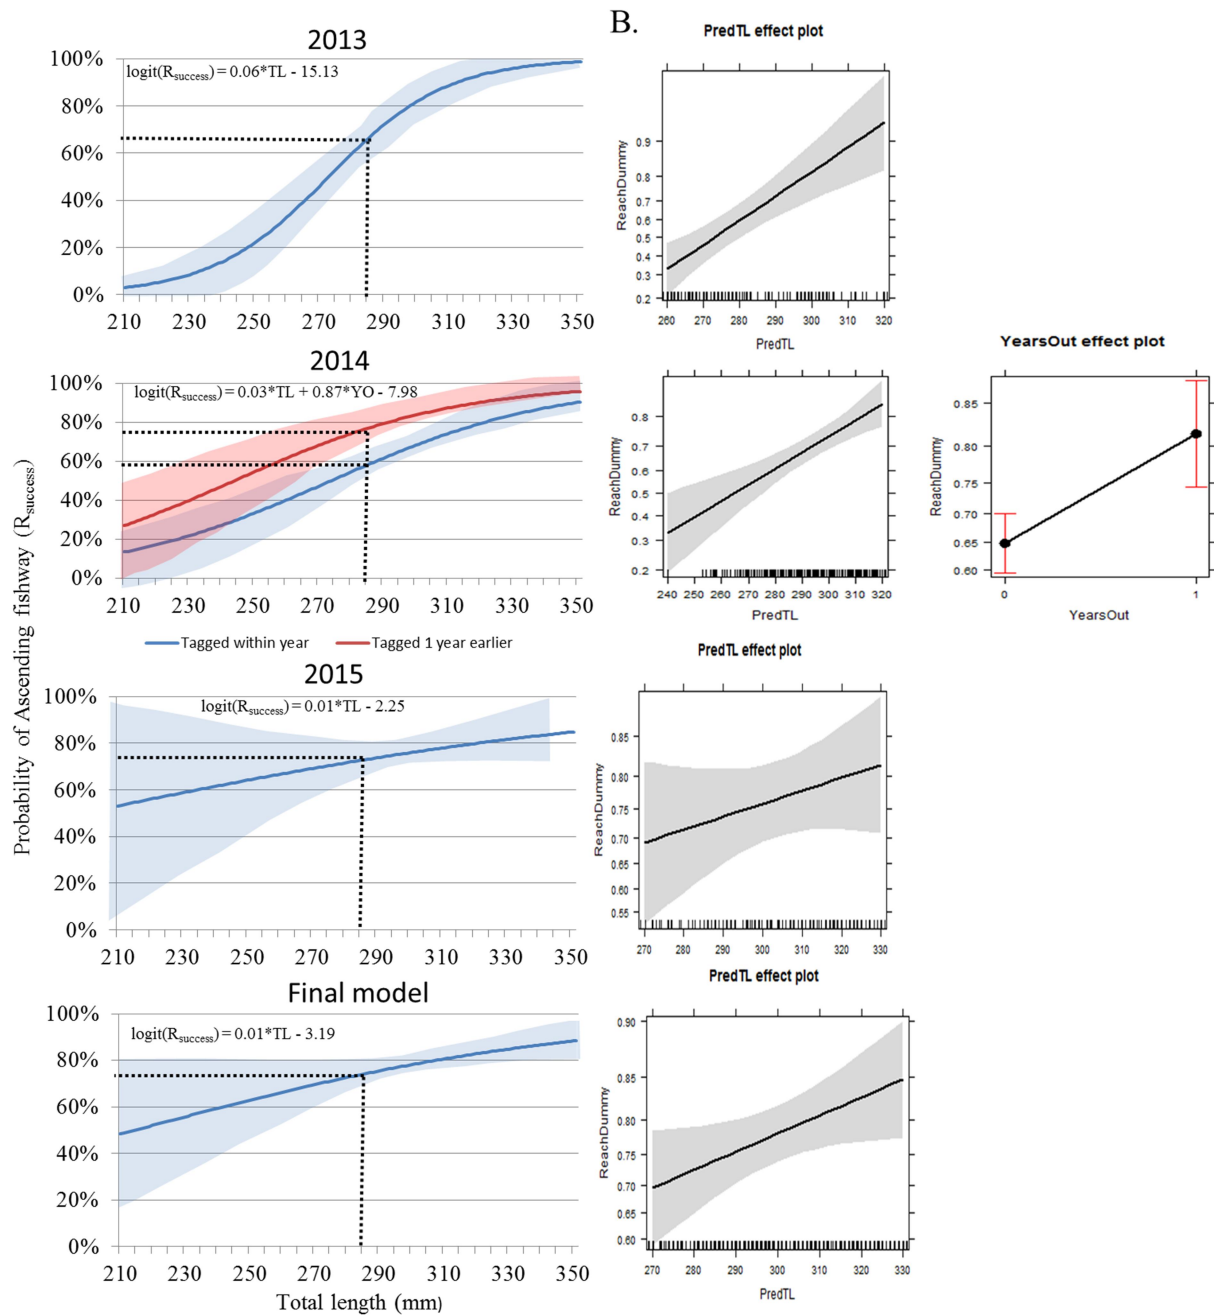 B.
2013
100%
80%
60%
40%
20%
0%
logit(Rsuccess) = 0.06*TL - 15.13
210 230 250 270 290 310 330 350
PredTL effect plot
ReachDummy
0.9
0.8
0.7
0.6
0.5
0.4
0.3
0.2
260 270 280 290 300 310 320
PredTL
Probability of Ascending fishway (Rsuccess)
2014
100%
80%
60%
40%
20%
0%
logit(Rsuccess) = 0.03*TL + 0.87*YO - 7.98
210 230 250 270 290 310 330 350
Tagged within year Tagged 1 year earlier
ReachDummy
0.8
0.7
0.6
0.5
0.4
0.3
0.2
240 250 260 270 280 290 300 310 320
PredTL
YearsOut effect plot
ReachDummy
0.85
0.80
0.75
0.70
0.65
0.60
0 1
YearsOut
2015
100%
80%
60%
40%
20%
0%
logit(Rsuccess) = 0.01*TL - 2.25
210 230 250 270 290 310 330 350
PredTL effect plot
ReachDummy
0.85
0.80
0.75
0.70
0.65
0.60
0.55
270 280 290 300 310 320 330
Final model
100%
80%
60%
40%
20%
0%
logit(Rsuccess) = 0.01*TL - 3.19
210 230 250 270 290 310 330 350
Total length (mm)
PredTL effect plot
ReachDummy
0.90
0.85
0.80
0.75
0.70
0.65
0.60
270 280 290 300 310 320 330
PredTL